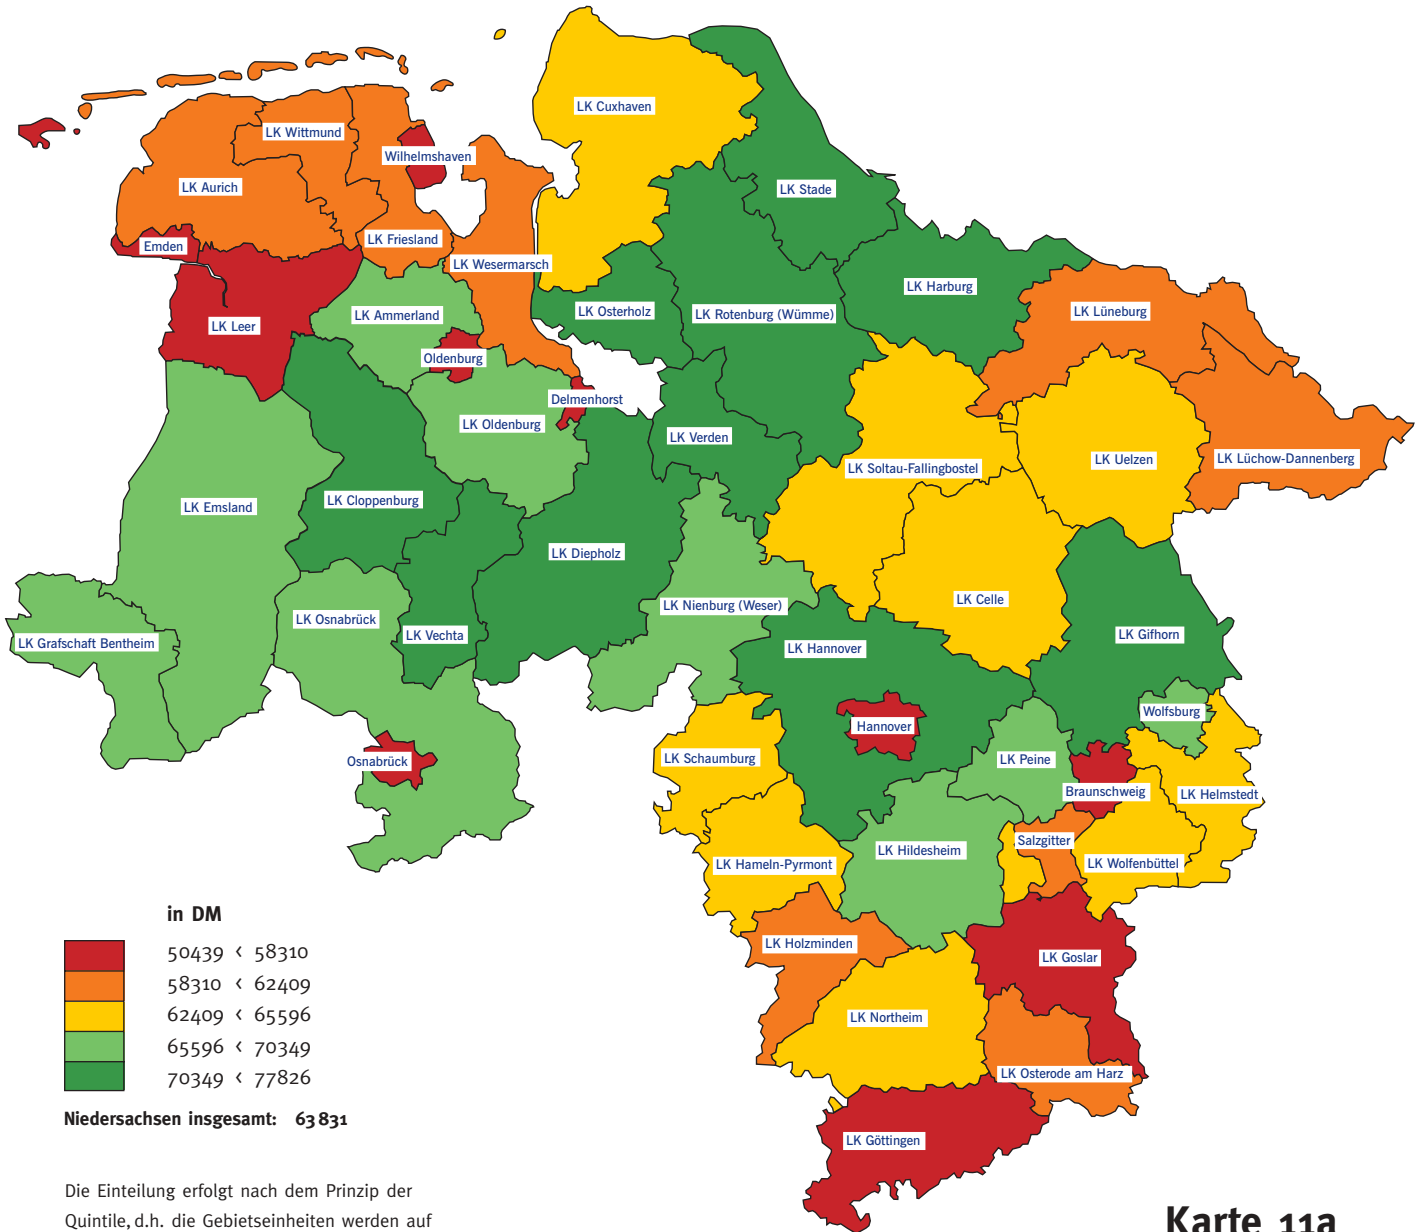 LK Cuxhaven
LK Wittmund
Wilhelmshaven
LK Aurich
LK Stade
Emden
LK Friesland
LK Wesermarsch
LK Harburg
LK Ammerland
LK Osterholz
LK Rotenburg (Wümme)
LK Lüneburg
LK Leer
Oldenburg
Delmenhorst
LK Oldenburg
LK Verden
LK Soltau-Fallingbostel
LK Uelzen
LK Lüchow-Dannenberg
LK Emsland
LK Cloppenburg
LK Diepholz
LK Celle
LK Nienburg (Weser)
LK Osnabrück
LK Vechta
LK Gifhorn
LK Grafschaft Bentheim
LK Hannover
Wolfsburg
Hannover
LK Schaumburg
LK Peine
Osnabrück
Braunschweig
LK Helmstedt
Salzgitter
LK Hildesheim
LK Hameln-Pyrmont
LK Wolfenbüttel
LK Holzminden
LK Goslar
LK Northeim
LK Osterode am Harz
LK Göttingen
in DM
50439 < 58310
58310 < 62409
62409 < 65596
65596 < 70349
70349 < 77826
Niedersachsen insgesamt: 63 831
Die Einteilung erfolgt nach dem Prinzip der
Quintile, d.h. die Gebietseinheiten werden auf
Karte 11a